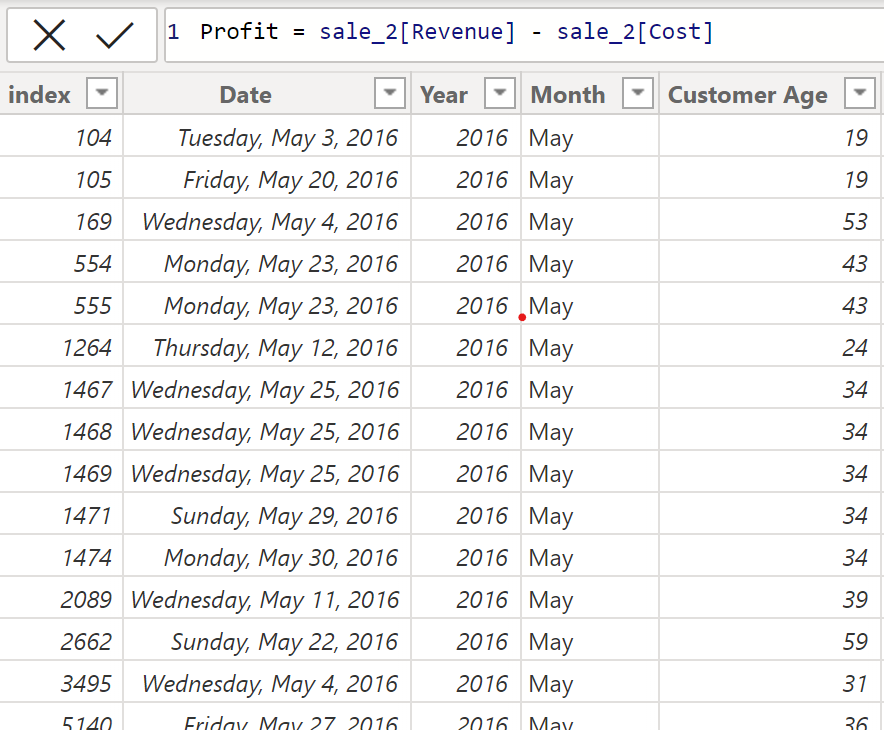 1 Profit = sale_2[Revenue] - sale_2[Cost]
index Date Year Month Customer Age
104 Tuesday, May 3, 2016 2016 May 19
105 Friday, May 20, 2016 2016 May 19
169 Wednesday, May 4, 2016 2016 May 53
554 Monday, May 23, 2016 2016 May 43
555 Monday, May 23, 2016 2016 May 43
1264 Thursday, May 12, 2016 2016 May 24
1467 Wednesday, May 25, 2016 2016 May 34
1468 Wednesday, May 25, 2016 2016 May 34
1469 Wednesday, May 25, 2016 2016 May 34
1471 Sunday, May 29, 2016 2016 May 34
1474 Monday, May 30, 2016 2016 May 34
2089 Wednesday, May 11, 2016 2016 May 39
2662 Sunday, May 22, 2016 2016 May 59
3495 Wednesday, May 4, 2016 2016 May 31
5140 Friday, May 27, 2016 2016 May 36